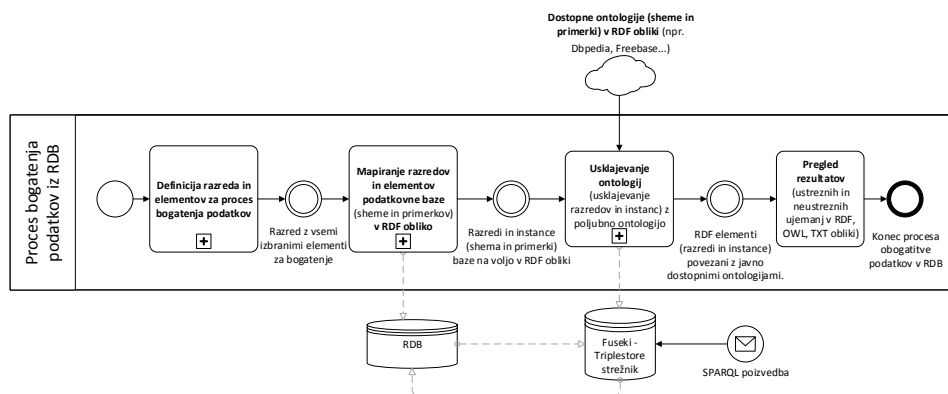 Dostopne ontologije (sheme in
primerki) v RDF obliki (npr.
Dbpedia, Freebase...)
Proces bogatenja
podatkov iz RDB
Definicija razreda in
elementov za proces
bogatenja podatkov
Razred z vsemi
izbranimi elementi
za bogatenje
Mapiranje razredov
in elementov
podatkovne baze
(sheme in primerkov)
v RDF obliko
Razredi in instance
(shema in primerki)
baze na voljo v RDF obliki
Usklajevanje
ontologij
(usklajevanje
razredov in instanc) z
poljubno ontologijo
RDF elementi
(razredi in instance)
povezani z javno
dostopnimi ontologijami.
Pregled
rezultatov
(ustreznih in
neustreznih
ujemanj v RDF,
OWL, TXT obliki)
Konec procesa
obogatitve
podatkov v RDB
RDB
Fuseki -
Triplestore
strežnik
SPARQL poizvedba